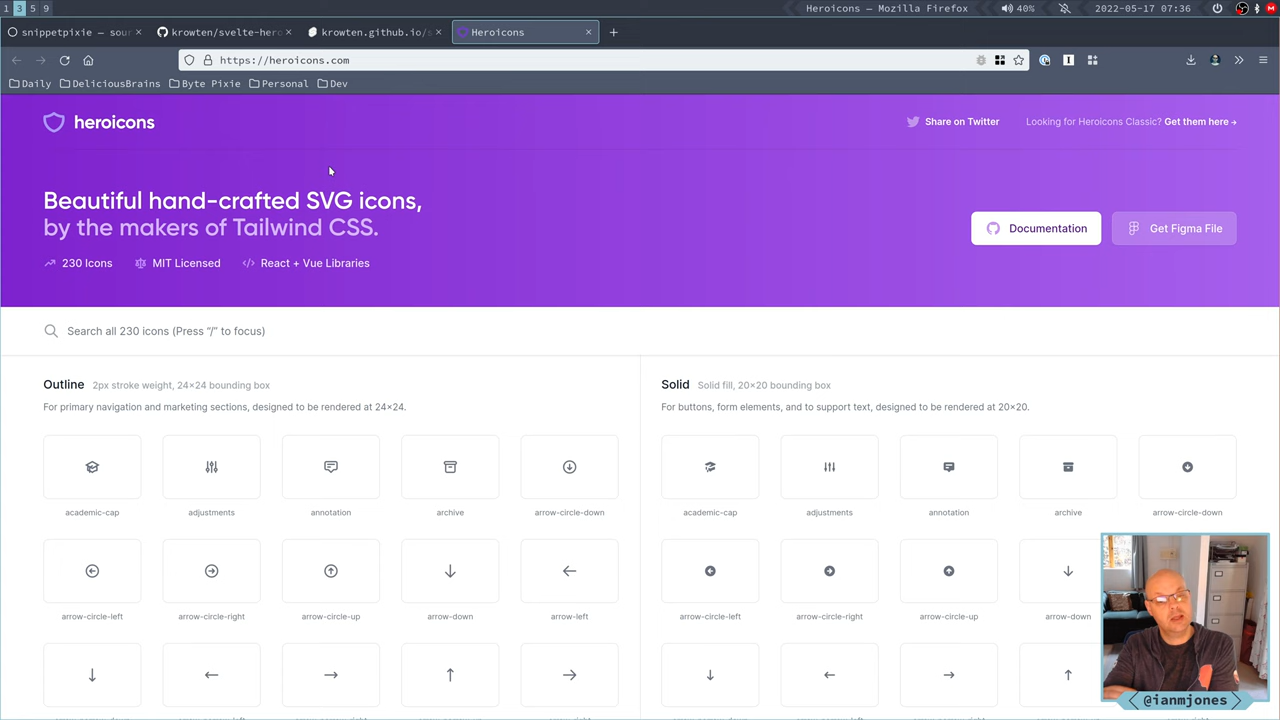 1 3 5 9
Heroicons — Mozilla Firefox
40%
2022-05-17 07:36
snippetpixie — sour
krowten/svelte-hero
krowten.github.io/s
Heroicons
https://heroicons.com
Daily DeliciousBrains Byte Pixie Personal Dev
heroicons
Share on Twitter
Looking for Heroicons Classic? Get them here →
Beautiful hand-crafted SVG icons,
by the makers of Tailwind CSS.
Documentation
Get Figma File
230 Icons MIT Licensed React + Vue Libraries
Search all 230 icons (Press “/” to focus)
Outline 2px stroke weight, 24×24 bounding box
For primary navigation and marketing sections, designed to be rendered at 24×24.
academic-cap adjustments annotation archive arrow-circle-down
arrow-circle-left arrow-circle-right arrow-circle-up arrow-down arrow-left
Solid Solid fill, 20×20 bounding box
For buttons, form elements, and to support text, designed to be rendered at 20×20.
academic-cap adjustments annotation archive arrow-circle-down
arrow-circle-left arrow-circle-right arrow-circle-up arrow-down
@ianmjones